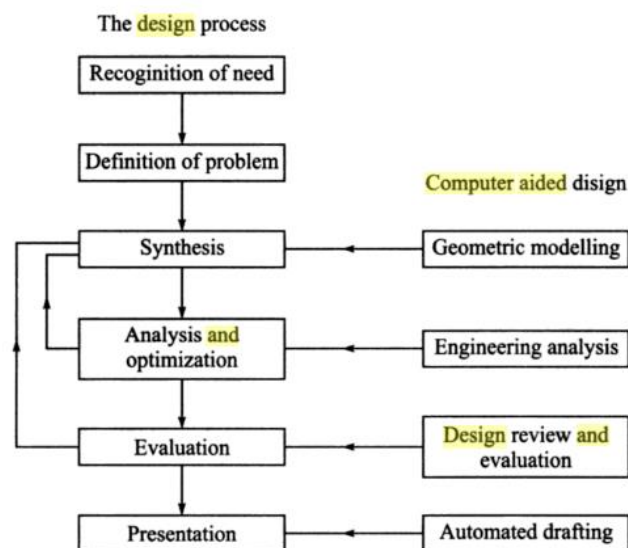 The design process
Recoginition of need
Definition of problem
Computer aided disign
Synthesis
Geometric modelling
Analysis and
optimization
Engineering analysis
Evaluation
Design review and
evaluation
Presentation
Automated drafting